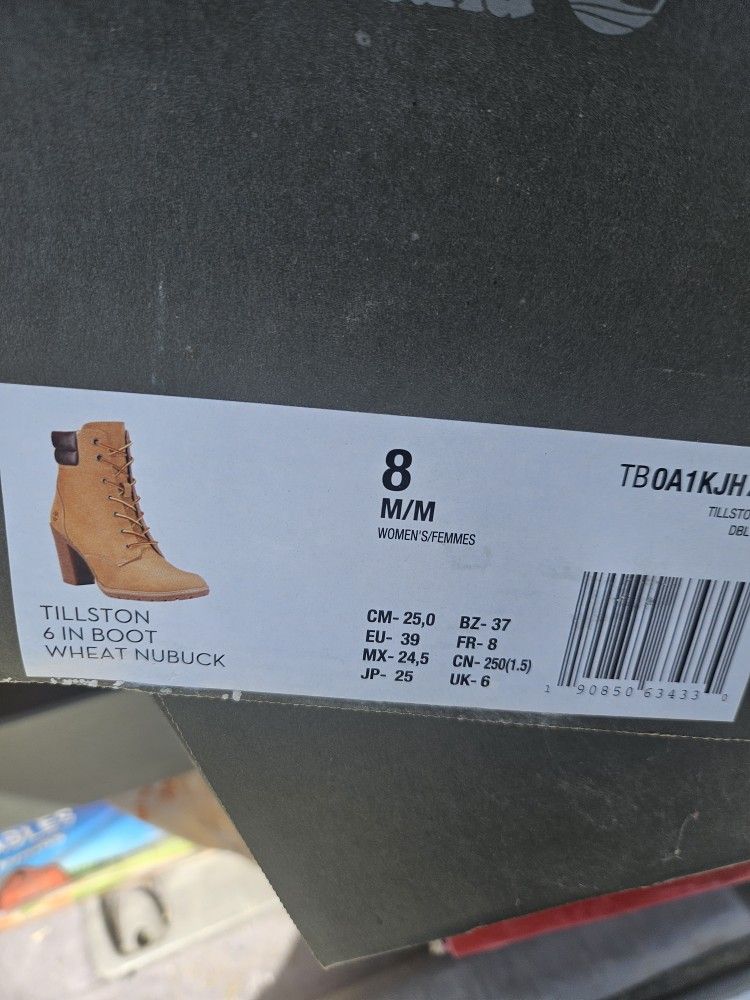 8
M/M
WOMEN'S/FEMMES
TB0A1KJH
TILLSTO
DBL
TILLSTON
6 IN BOOT
WHEAT NUBUCK
CM- 25,0 BZ- 37
EU- 39 FR- 8
MX- 24,5 CN- 250(1.5)
JP- 25 UK- 6
1 90850 63433 0